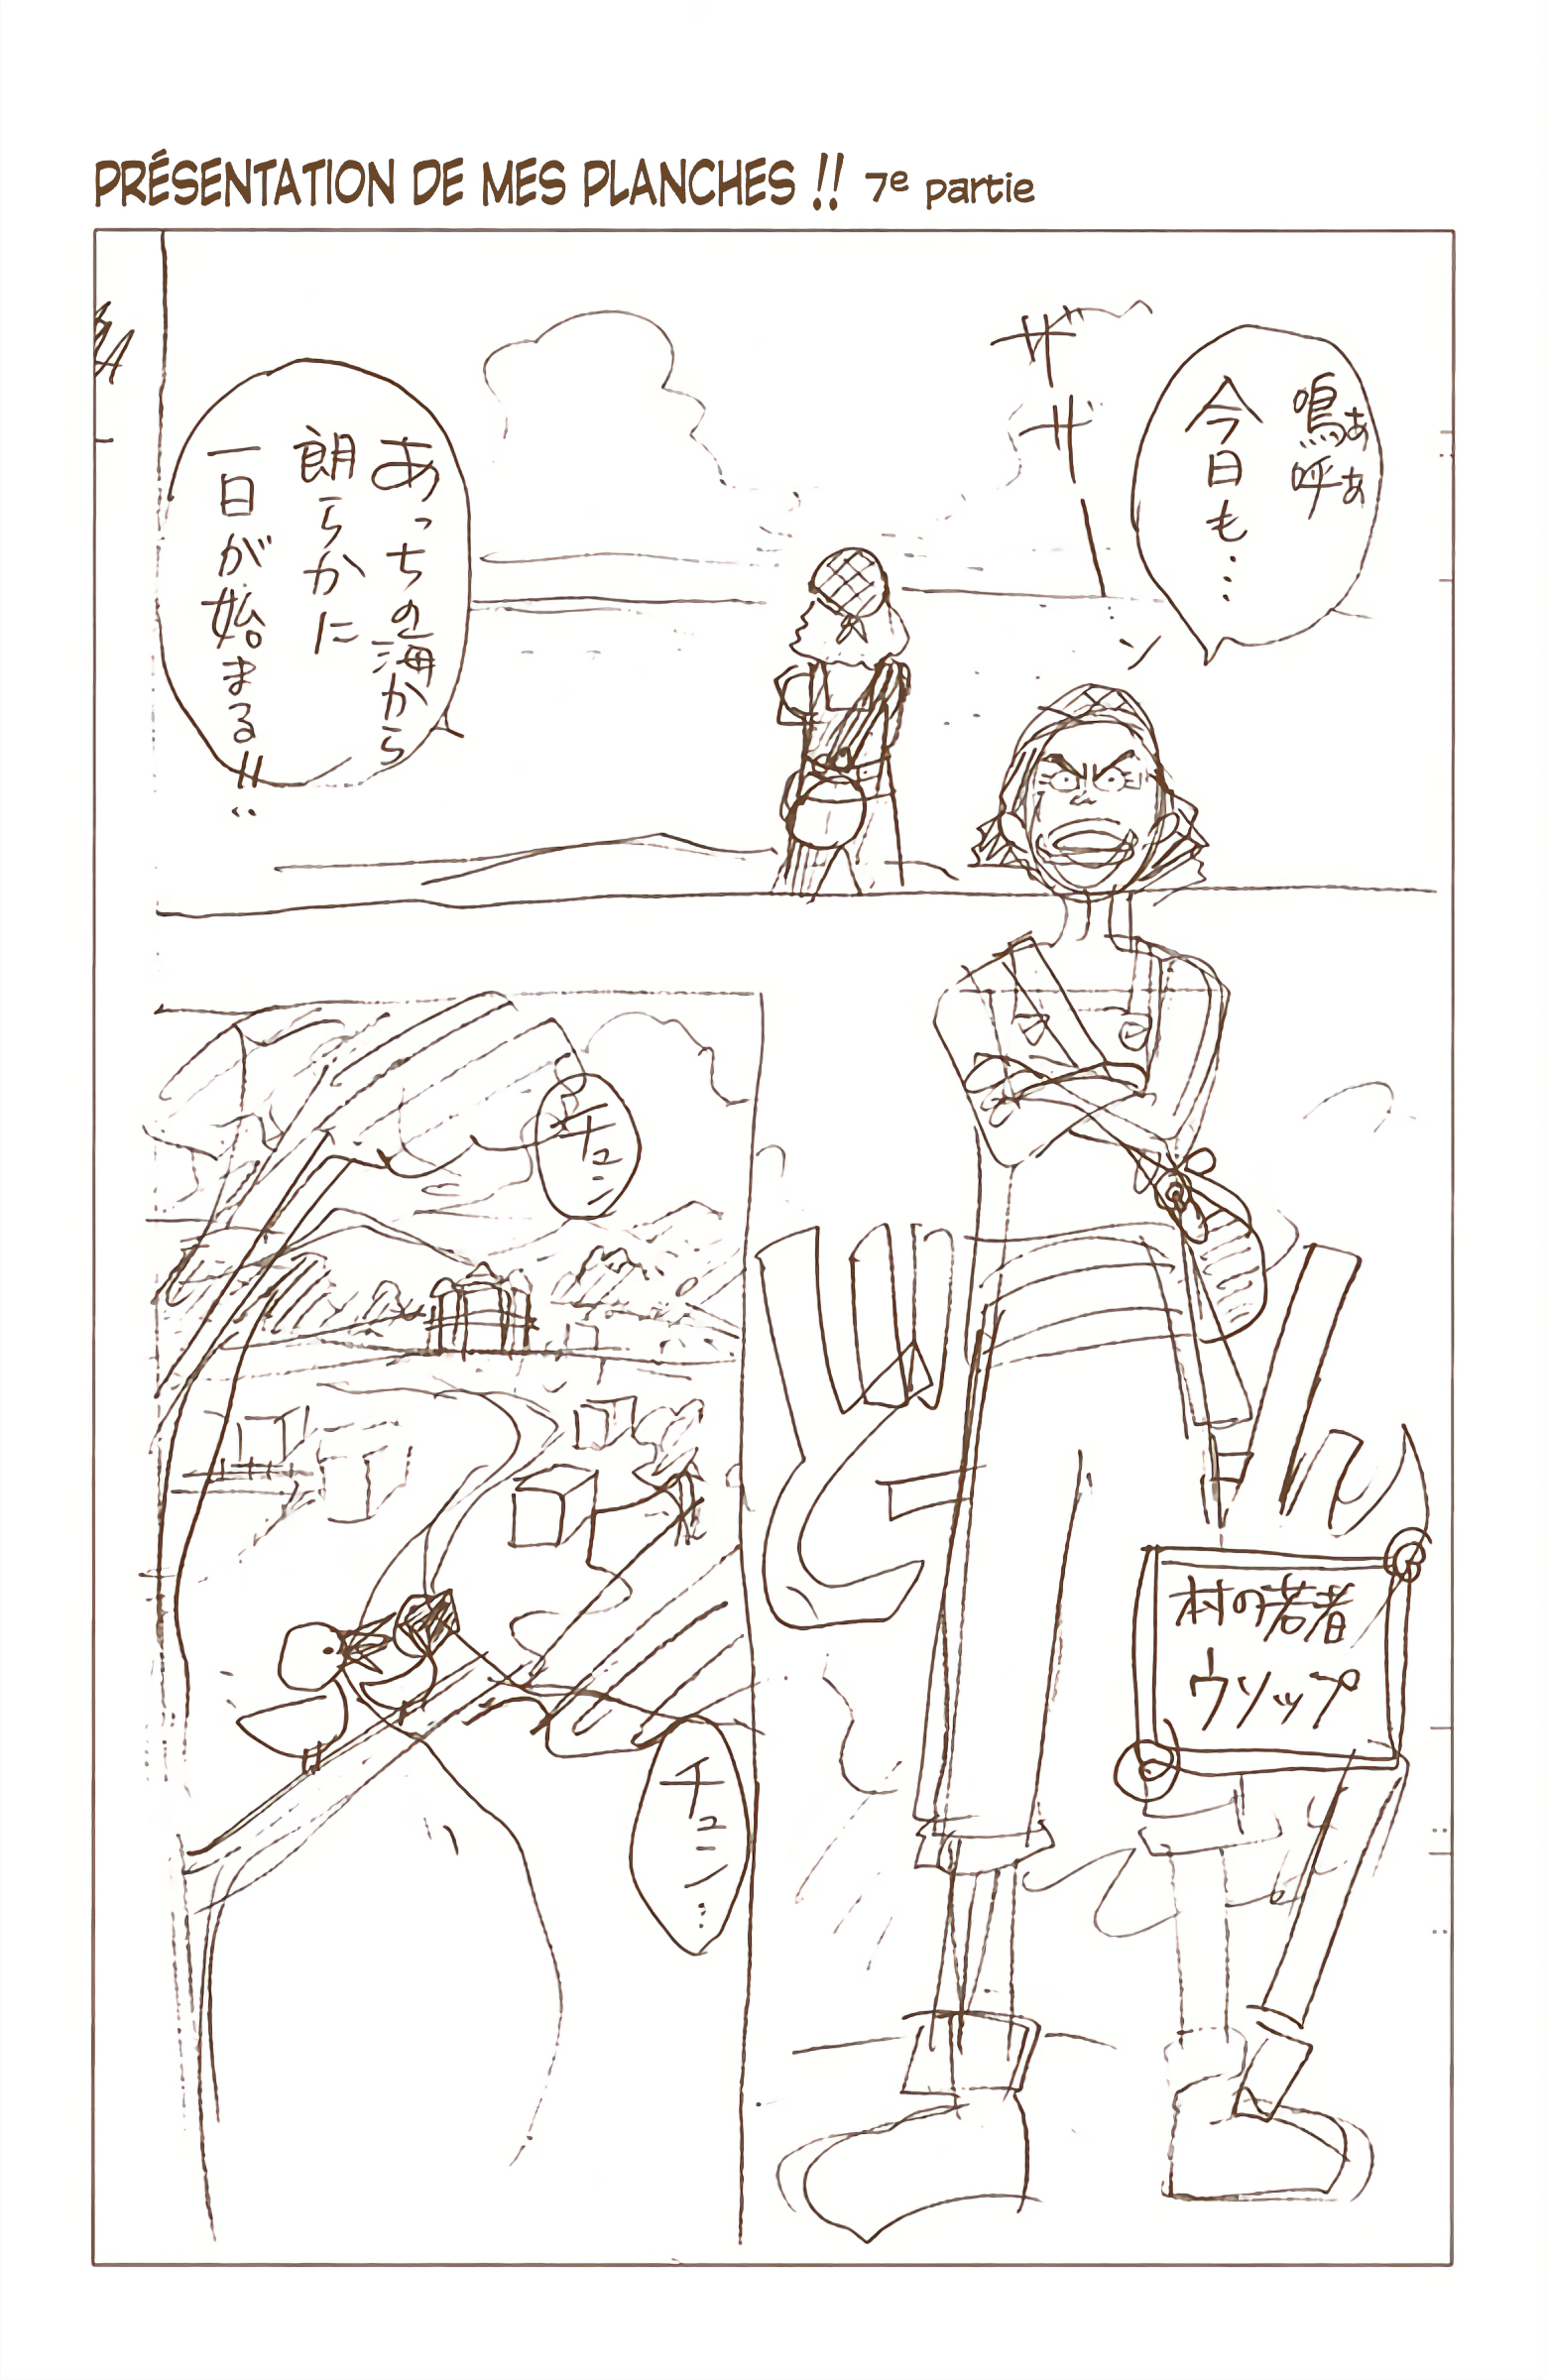 PRÉSENTATION DE MES PLANCHES !! 7e partie
嗚呼
ああ
今日も…
ザザ
ーン
あっちの海から
朗らかに
一日が始まる!!…
チュン
チュン…
村の若者
ウソップ